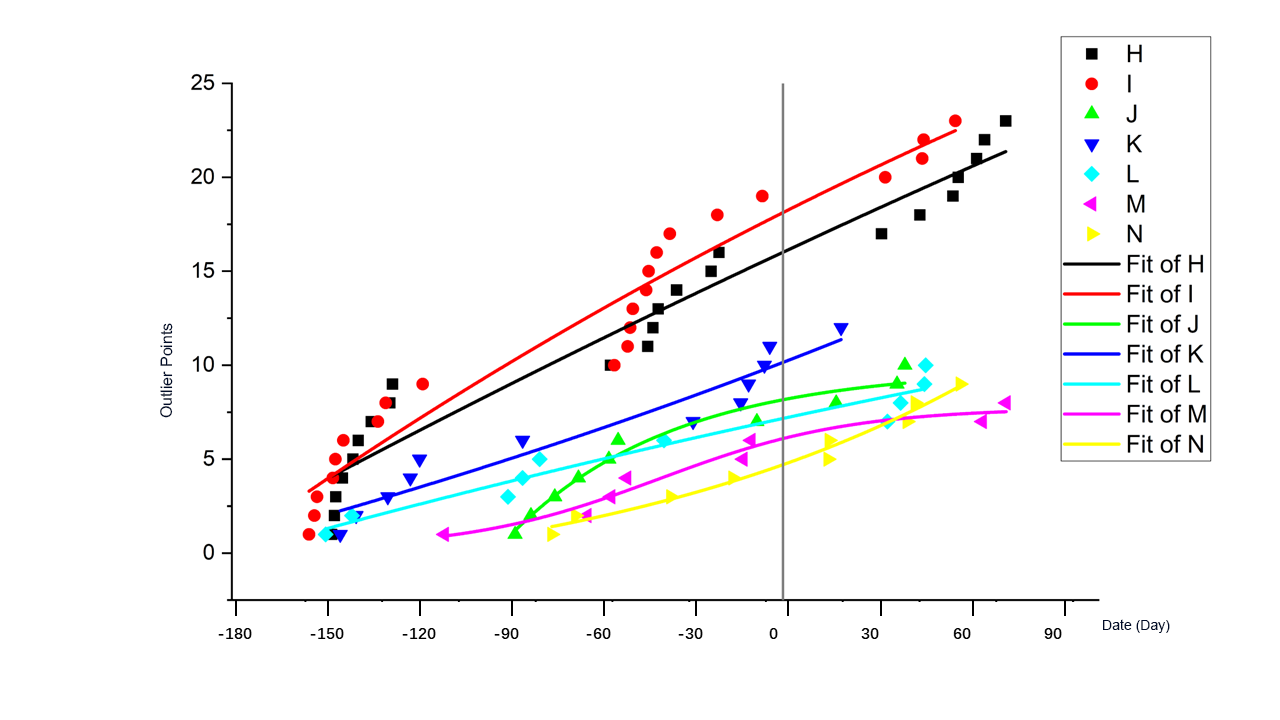 25
20
15
10
5
0
Outlier Points
-180 -150 -120 -90 -60 -30 0 30 60 90
Date (Day)
H
I
J
K
L
M
N
Fit of H
Fit of I
Fit of J
Fit of K
Fit of L
Fit of M
Fit of N